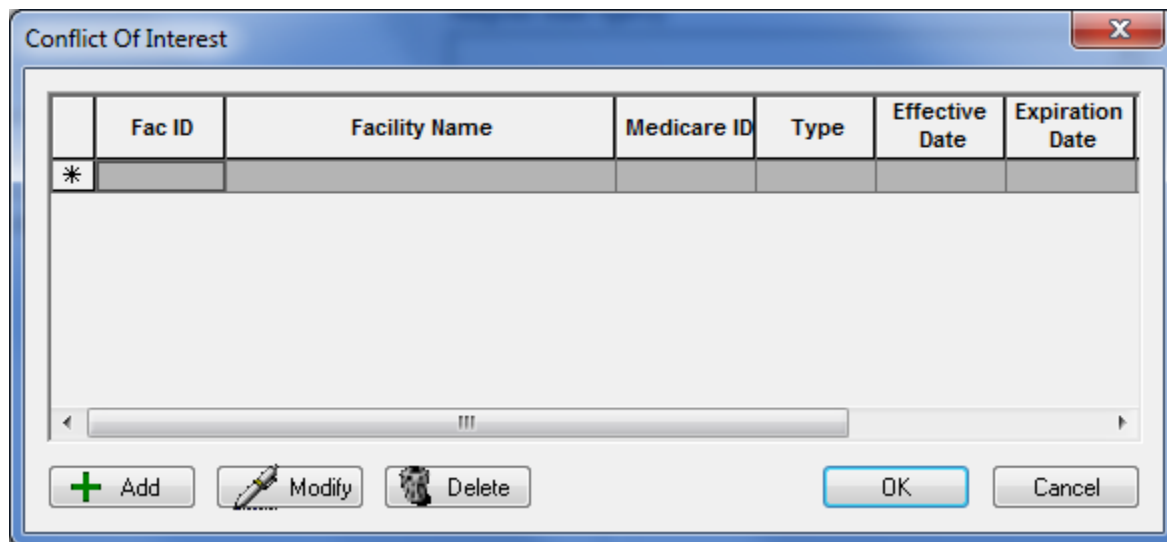 Conflict Of Interest
Fac ID Facility Name Medicare ID Type Effective Date Expiration Date
*
Add Modify Delete OK Cancel